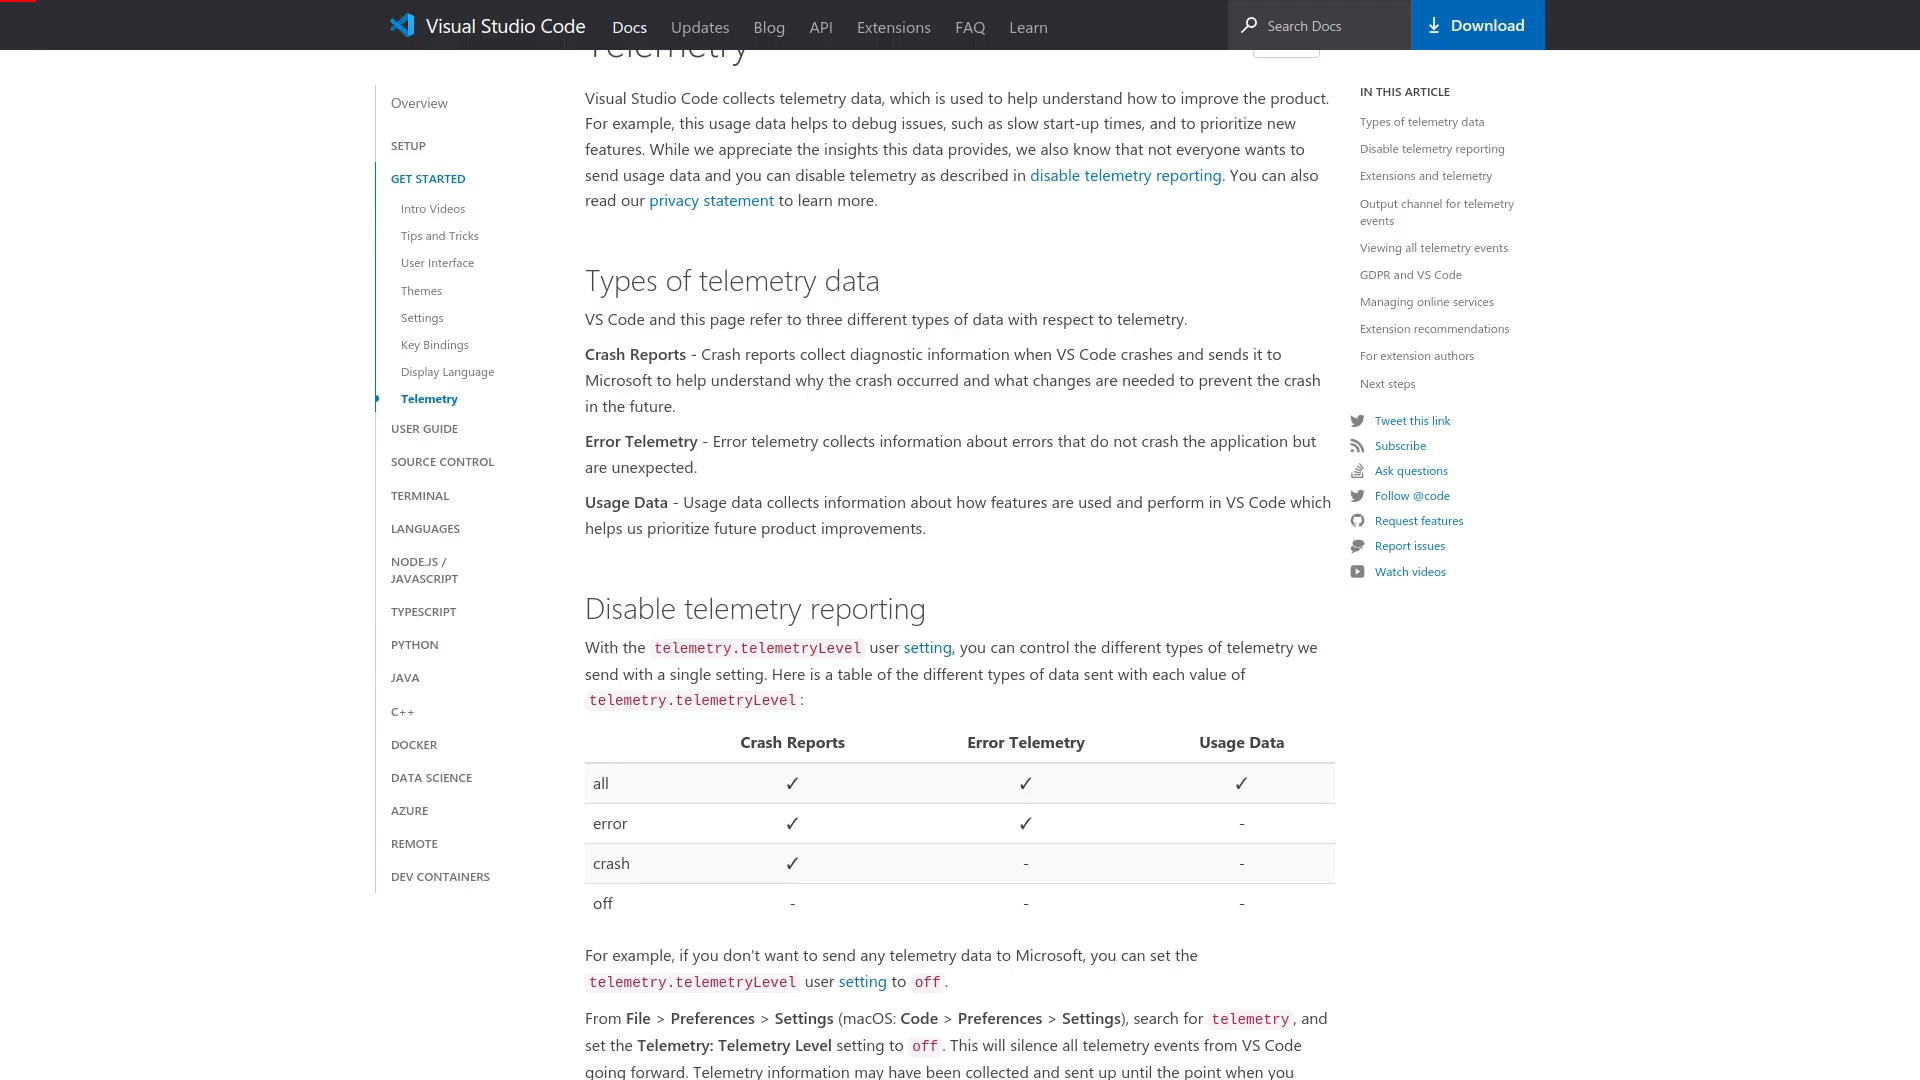 Visual Studio Code
Docs
Updates
Blog
API
Extensions
FAQ
Learn
Search Docs
Download
Overview
SETUP
GET STARTED
Intro Videos
Tips and Tricks
User Interface
Themes
Settings
Key Bindings
Display Language
Telemetry
USER GUIDE
SOURCE CONTROL
TERMINAL
LANGUAGES
NODE.JS /
JAVASCRIPT
TYPESCRIPT
PYTHON
JAVA
C++
DOCKER
DATA SCIENCE
AZURE
REMOTE
DEV CONTAINERS
Telemetry
Visual Studio Code collects telemetry data, which is used to help understand how to improve the product.
For example, this usage data helps to debug issues, such as slow start-up times, and to prioritize new
features. While we appreciate the insights this data provides, we also know that not everyone wants to
send usage data and you can disable telemetry as described in disable telemetry reporting. You can also
read our privacy statement to learn more.
Types of telemetry data
VS Code and this page refer to three different types of data with respect to telemetry.
Crash Reports - Crash reports collect diagnostic information when VS Code crashes and sends it to
Microsoft to help understand why the crash occurred and what changes are needed to prevent the crash
in the future.
Error Telemetry - Error telemetry collects information about errors that do not crash the application but
are unexpected.
Usage Data - Usage data collects information about how features are used and perform in VS Code which
helps us prioritize future product improvements.
Disable telemetry reporting
With the telemetry.telemetryLevel user setting, you can control the different types of telemetry we
send with a single setting. Here is a table of the different types of data sent with each value of
telemetry.telemetryLevel:
Crash Reports Error Telemetry Usage Data
all ✓ ✓ ✓
error ✓ ✓ -
crash ✓ - -
off - - -
For example, if you don't want to send any telemetry data to Microsoft, you can set the
telemetry.telemetryLevel user setting to off.
From File > Preferences > Settings (macOS: Code > Preferences > Settings), search for telemetry, and
set the Telemetry: Telemetry Level setting to off. This will silence all telemetry events from VS Code
going forward. Telemetry information may have been collected and sent up until the point when you
IN THIS ARTICLE
Types of telemetry data
Disable telemetry reporting
Extensions and telemetry
Output channel for telemetry
events
Viewing all telemetry events
GDPR and VS Code
Managing online services
Extension recommendations
For extension authors
Next steps
Tweet this link
Subscribe
Ask questions
Follow @code
Request features
Report issues
Watch videos